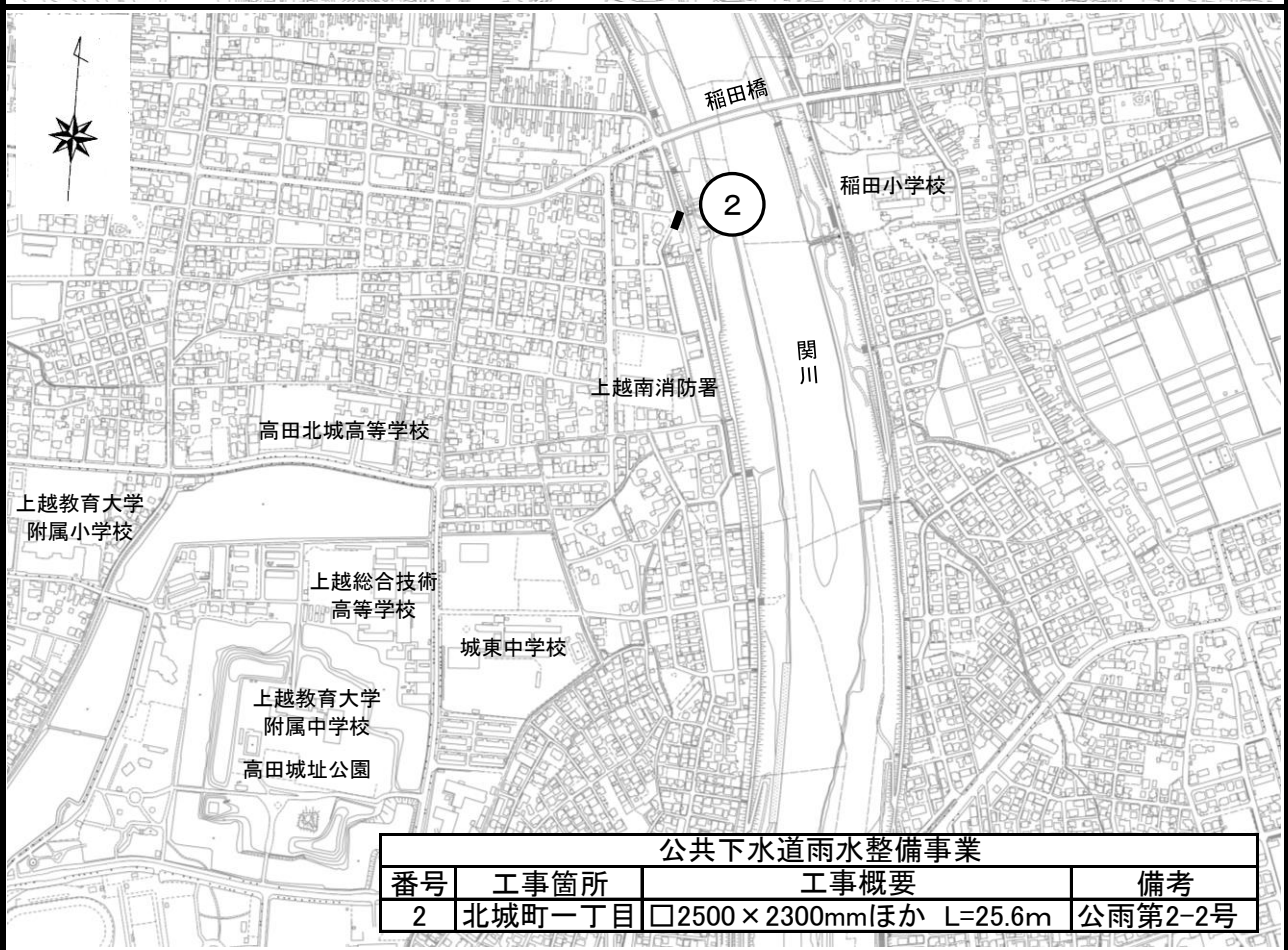 稲田橋
2
稲田小学校
関川
上越南消防署
高田北城高等学校
上越教育大学
附属小学校
上越総合技術
高等学校
城東中学校
上越教育大学
附属中学校
高田城址公園
公共下水道雨水整備事業
番号 工事箇所 工事概要 備考
2 北城町一丁目 □2500×2300mmほか L=25.6m 公雨第2-2号